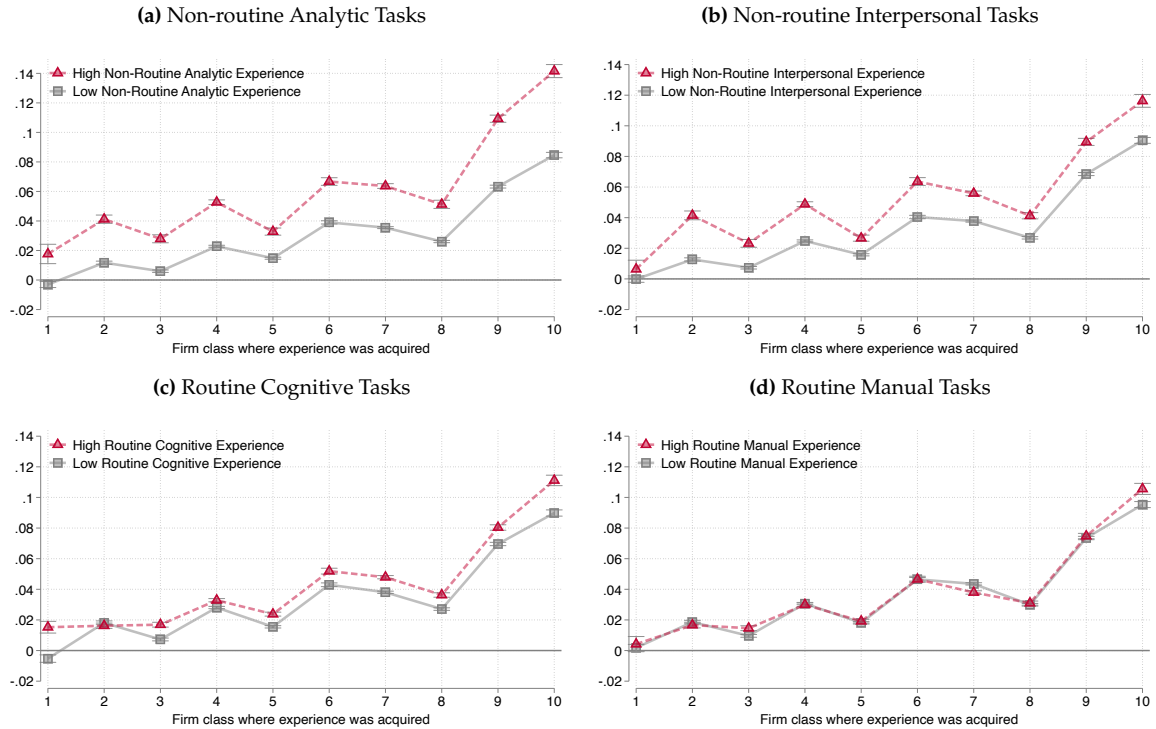 (a) Non-routine Analytic Tasks
.14
.12
.1
.08
.06
.04
.02
0
-.02
High Non-Routine Analytic Experience
Low Non-Routine Analytic Experience
1 2 3 4 5 6 7 8 9 10
Firm class where experience was acquired
(b) Non-routine Interpersonal Tasks
.14
.12
.1
.08
.06
.04
.02
0
-.02
High Non-Routine Interpersonal Experience
Low Non-Routine Interpersonal Experience
1 2 3 4 5 6 7 8 9 10
Firm class where experience was acquired
(c) Routine Cognitive Tasks
.14
.12
.1
.08
.06
.04
.02
0
-.02
High Routine Cognitive Experience
Low Routine Cognitive Experience
1 2 3 4 5 6 7 8 9 10
Firm class where experience was acquired
(d) Routine Manual Tasks
.14
.12
.1
.08
.06
.04
.02
0
-.02
High Routine Manual Experience
Low Routine Manual Experience
1 2 3 4 5 6 7 8 9 10
Firm class where experience was acquired